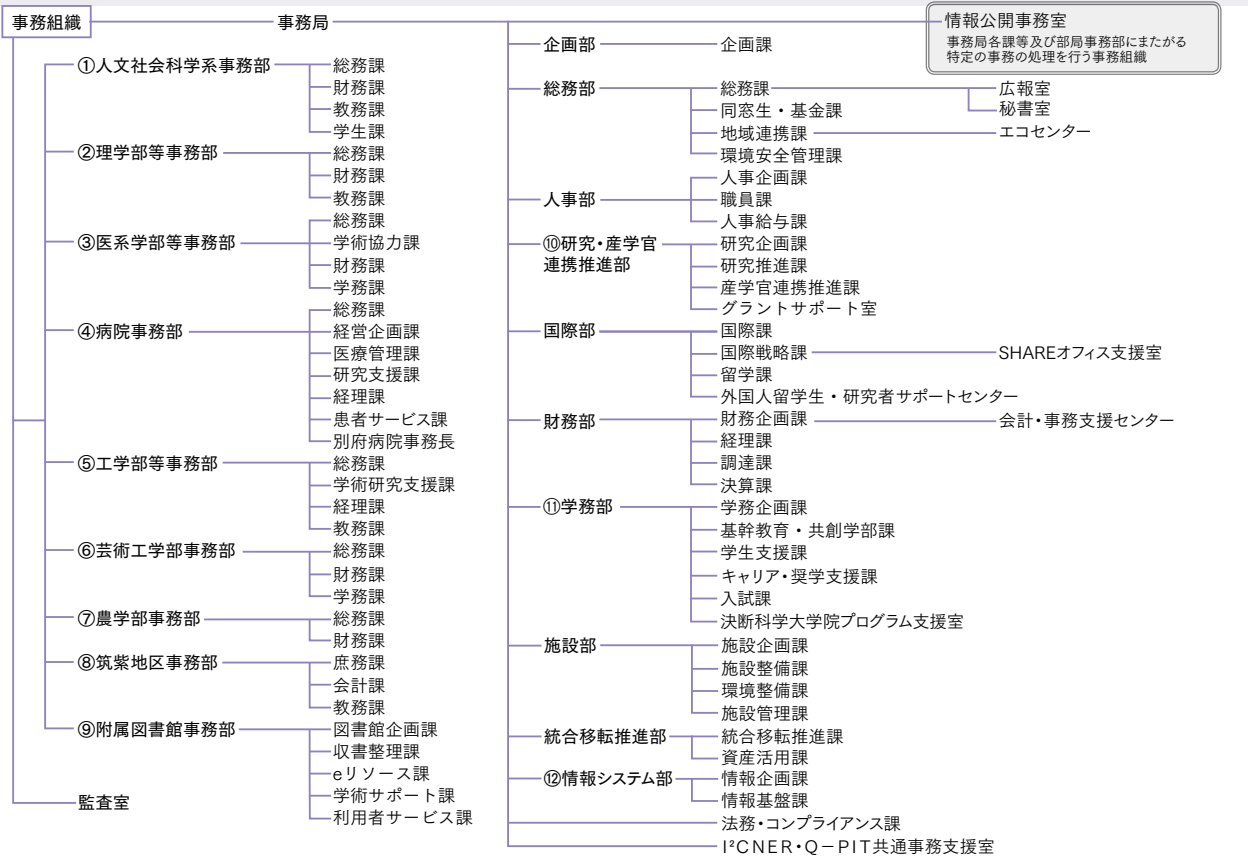 事務組織
①人文社会科学系事務部
総務課
財務課
教務課
学生課
②理学部等事務部
総務課
財務課
教務課
③医系学部等事務部
総務課
学術協力課
財務課
学務課
④病院事務部
総務課
経営企画課
医療管理課
研究支援課
経理課
患者サービス課
別府病院事務長
⑤工学部等事務部
総務課
学術研究支援課
経理課
教務課
⑥芸術工学部事務部
総務課
財務課
学務課
⑦農学部事務部
総務課
財務課
⑧筑紫地区事務部
庶務課
会計課
教務課
⑨附属図書館事務部
図書館企画課
収書整理課
eリソース課
学術サポート課
利用者サービス課
監査室
事務局
情報公開事務室
事務局各課等及び部局事務部にまたがる
特定の事務の処理を行う事務組織
企画部
企画課
総務部
総務課
広報室
秘書室
同窓生・基金課
地域連携課
エコセンター
環境安全管理課
人事部
人事企画課
職員課
人事給与課
⑩研究・産学官
連携推進部
研究企画課
研究推進課
産学官連携推進課
グラントサポート室
国際部
国際課
国際戦略課
SHAREオフィス支援室
留学課
外国人留学生・研究者サポートセンター
財務部
財務企画課
会計・事務支援センター
経理課
調達課
決算課
⑪学務部
学務企画課
基幹教育・共創学部課
学生支援課
キャリア・奨学支援課
入試課
決断科学大学院プログラム支援室
施設部
施設企画課
施設整備課
環境整備課
施設管理課
統合移転推進部
統合移転推進課
資産活用課
⑫情報システム部
情報企画課
情報基盤課
法務・コンプライアンス課
I²CNER・Q－PIT共通事務支援室